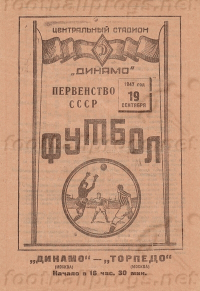 ЦЕНТРАЛЬНЫЙ СТАДИОН
„ДИНАМО"
ПЕРВЕНСТВО
СССР
1947 год
19
СЕНТЯБРЯ
ФУТБОЛ
„ДИНАМО" — „ТОРПЕДО"
(МОСКВА) (МОСКВА)
Начало в 16 час. 30 мин.